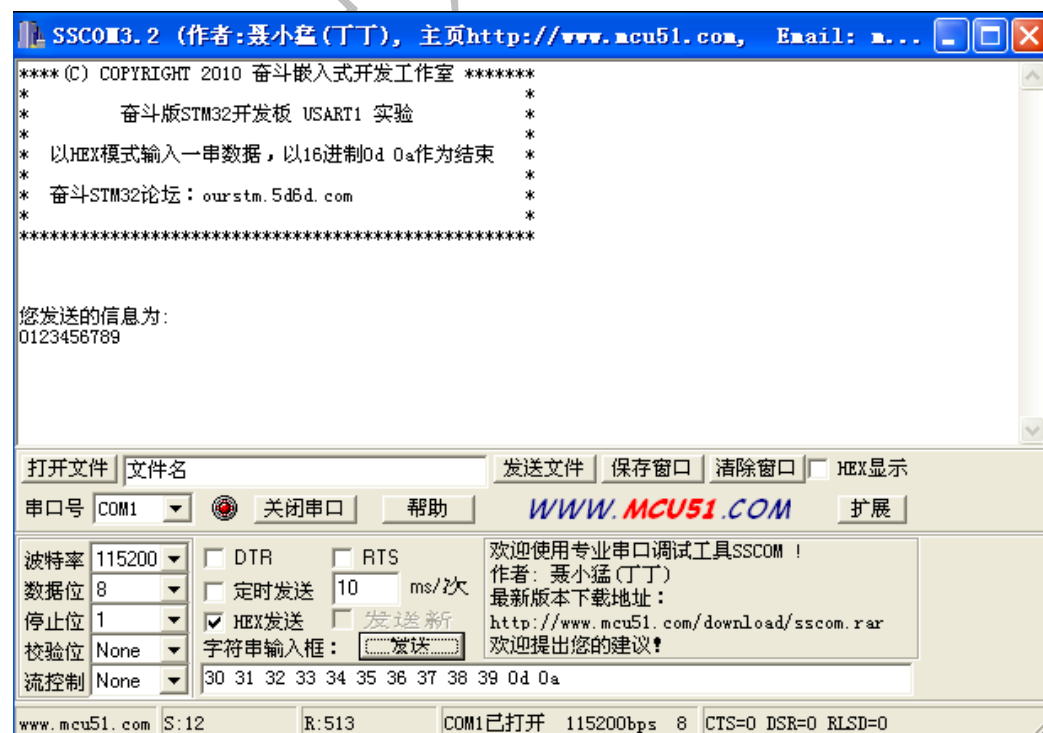 SSCOM3.2 (作者:聂小猛(丁丁), 主页http://www.mcu51.com, Email: m...
****(C) COPYRIGHT 2010 奋斗嵌入式开发工作室 *******
* *
* 奋斗版STM32开发板 USART1 实验 *
* *
* 以HEX模式输入一串数据，以16进制0d 0a作为结束 *
* *
* 奋斗STM32论坛：ourstm.5d6d.com *
* *
***************************************************
您发送的信息为:
0123456789
打开文件 文件名 发送文件 保存窗口 清除窗口 HEX显示
串口号 COM1 关闭串口 帮助 WWW.MCU51.COM 扩展
波特率 115200 DTR RTS
数据位 8 定时发送 10 ms/次
停止位 1 HEX发送 发送新
校验位 None 字符串输入框： 发送
流控制 None 30 31 32 33 34 35 36 37 38 39 0d 0a
欢迎使用专业串口调试工具SSCOM !
作者: 聂小猛(丁丁)
最新版本下载地址：
http://www.mcu51.com/download/sscom.rar
欢迎提出您的建议！
www.mcu51.com S:12 R:513 COM1已打开 115200bps 8 CTS=0 DSR=0 RLSD=0